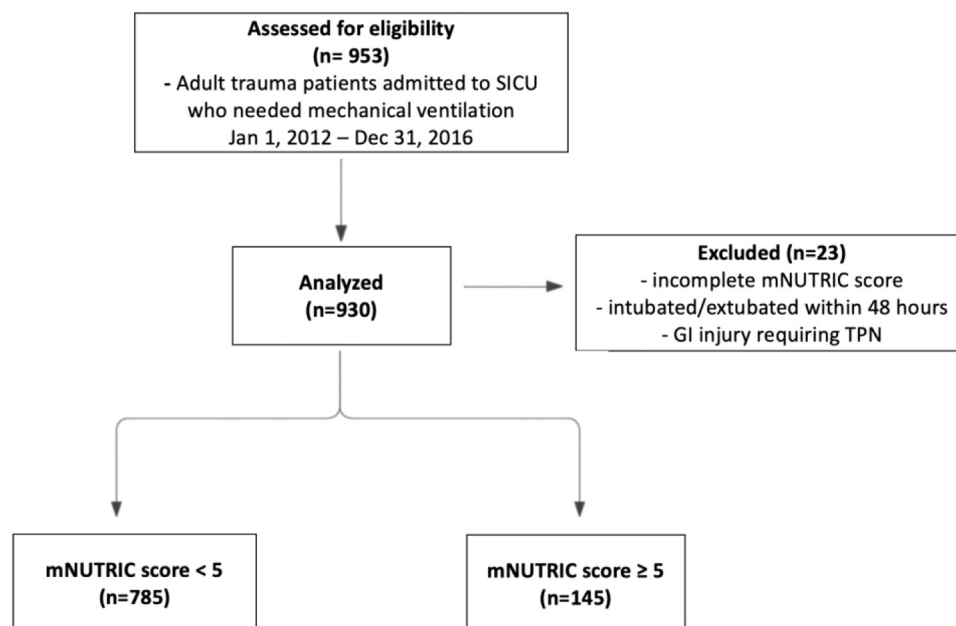 Assessed for eligibility
(n= 953)
- Adult trauma patients admitted to SICU
who needed mechanical ventilation
Jan 1, 2012 – Dec 31, 2016
Analyzed
(n=930)
Excluded (n=23)
- incomplete mNUTRIC score
- intubated/extubated within 48 hours
- GI injury requiring TPN
mNUTRIC score < 5
(n=785)
mNUTRIC score ≥ 5
(n=145)